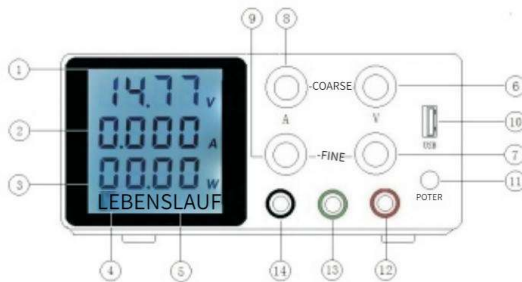 8
9
1
14.77 V
-COARSE
6
A
V
10
2
0.000 A
USB
-FINE
7
3
00.00 W
11
LEBENSLAUF
POTER
4
5
14
13
12